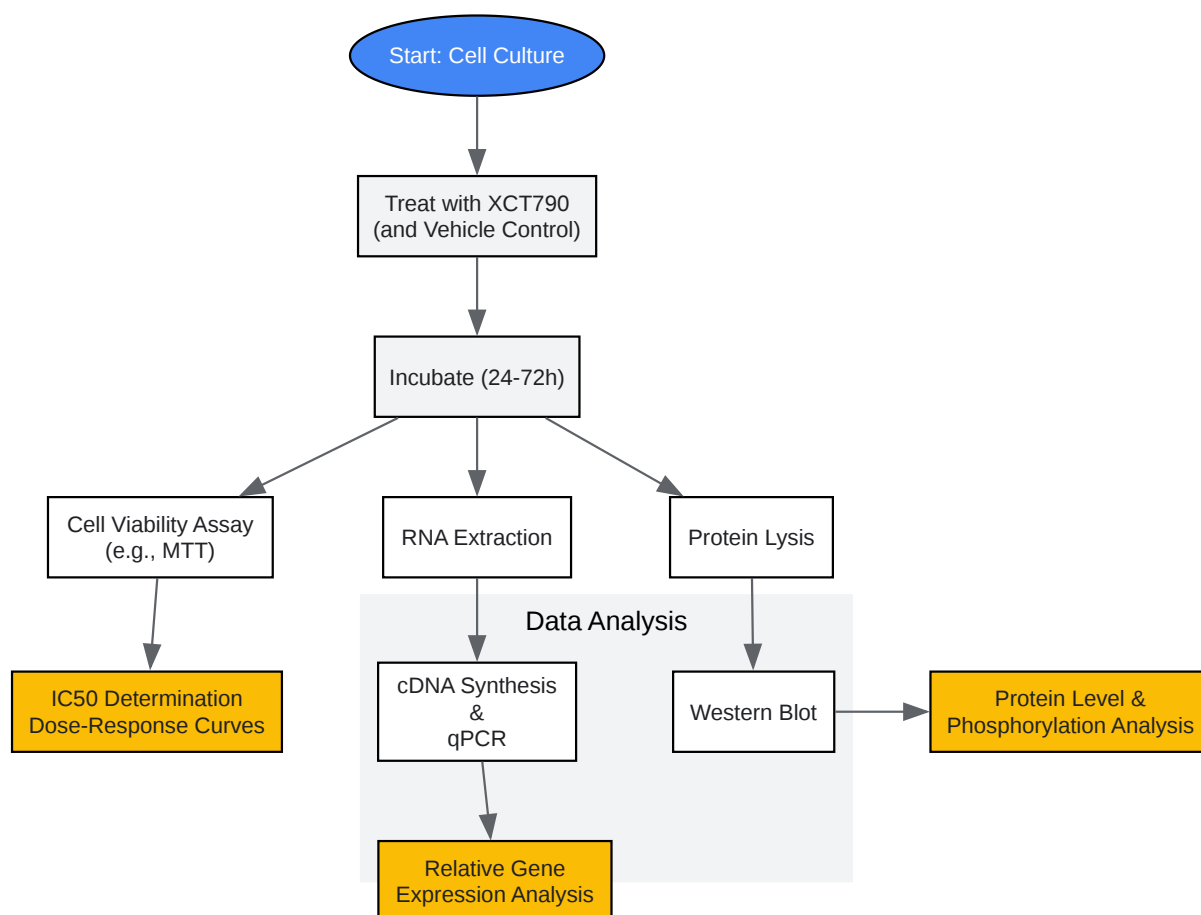 Start: Cell Culture
Treat with XCT790
(and Vehicle Control)
Incubate (24-72h)
Cell Viability Assay
(e.g., MTT)
RNA Extraction
Protein Lysis
Data Analysis
IC50 Determination
Dose-Response Curves
cDNA Synthesis
&
qPCR
Western Blot
Protein Level &
Phosphorylation Analysis
Relative Gene
Expression Analysis